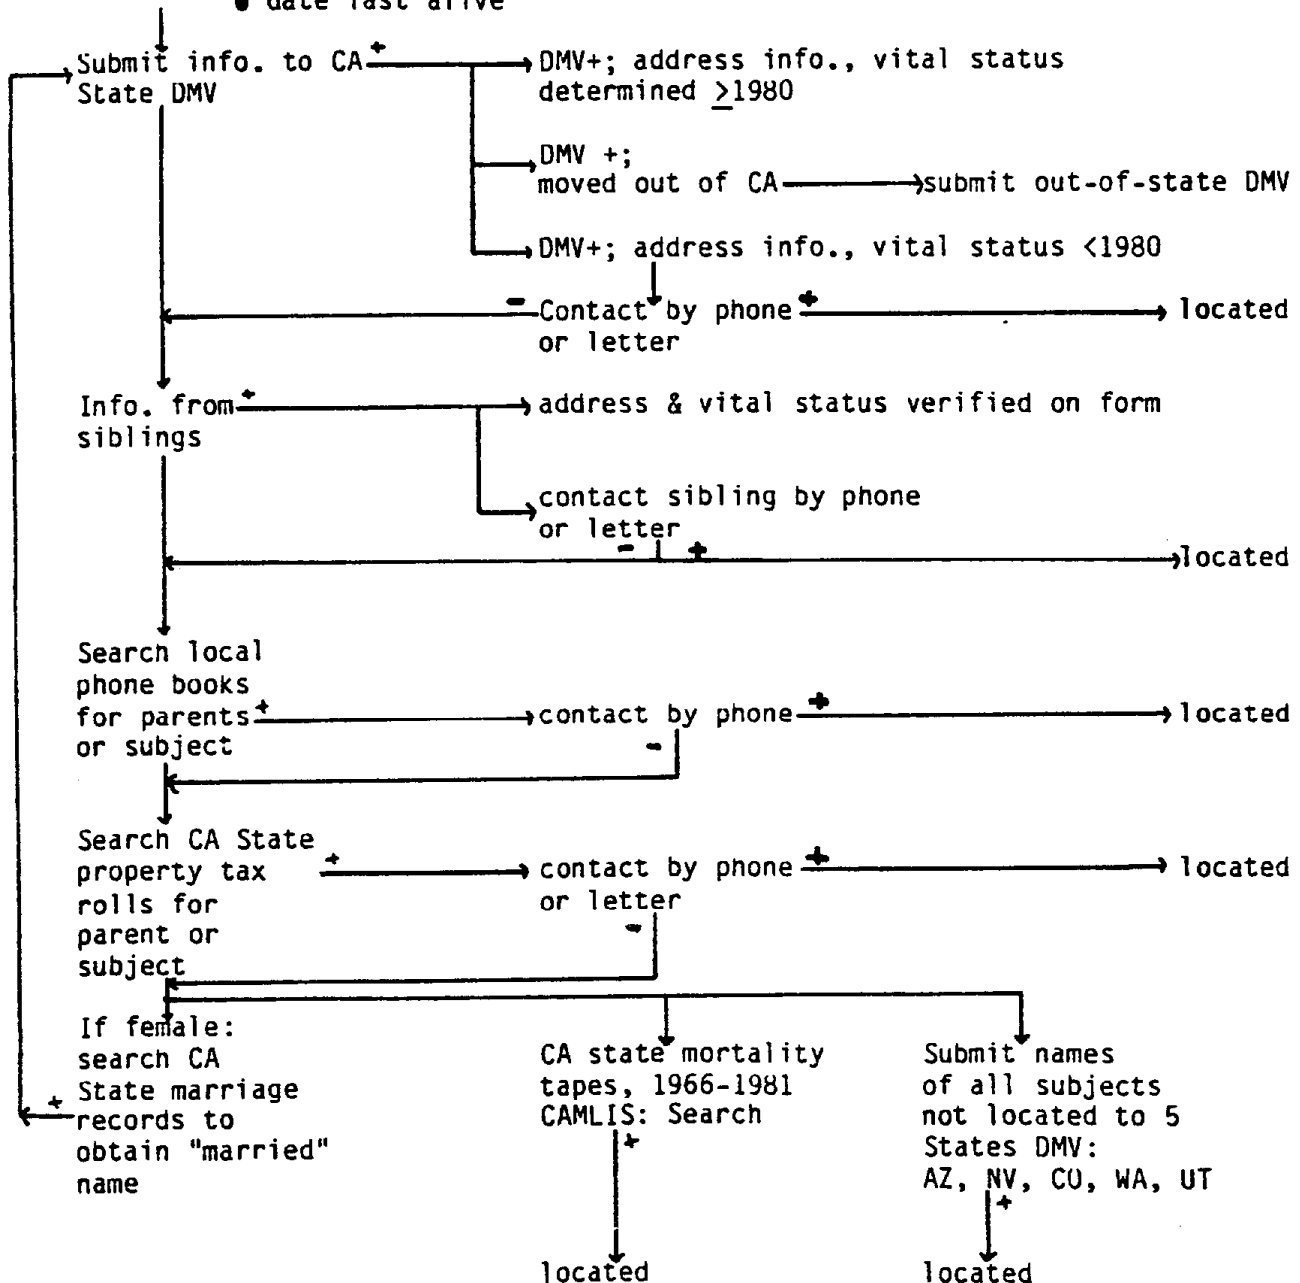 ● date last alive
Submit info. to CA + DMV+; address info., vital status
State DMV determined ≥1980
DMV +;
moved out of CA submit out-of-state DMV
DMV+; address info., vital status <1980
- Contact by phone + located
or letter
Info. from + address & vital status verified on form
siblings
contact sibling by phone
or letter
- + located
Search local
phone books
for parents + contact by phone + located
or subject -
Search CA State
property tax + contact by phone + located
rolls for or letter
parent or -
subject
If female:
search CA CA state mortality Submit names
State marriage tapes, 1966-1981 of all subjects
+ records to CAMLIS: Search not located to 5
obtain "married" + States DMV:
name AZ, NV, CO, WA, UT
+
located located